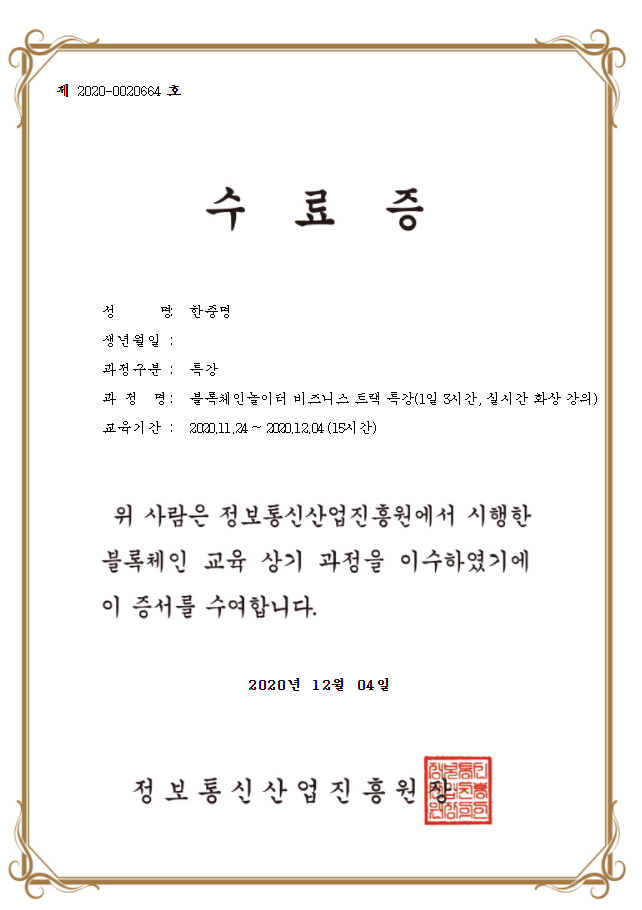 제 2020-0020664 호
수 료 증
성 명: 한중명
생년월일 :
과정구분 : 특강
과 정 명 : 블록체인놀이터 비즈니스 트랙 특강(1일 3시간, 실시간 화상 강의)
교육기간 : 2020.11.24 ~ 2020.12.04 (15시간)
위 사람은 정보통신산업진흥원에서 시행한
블록체인 교육 상기 과정을 이수하였기에
이 증서를 수여합니다.
2020년 12월 04일
정보통신산업진흥원장